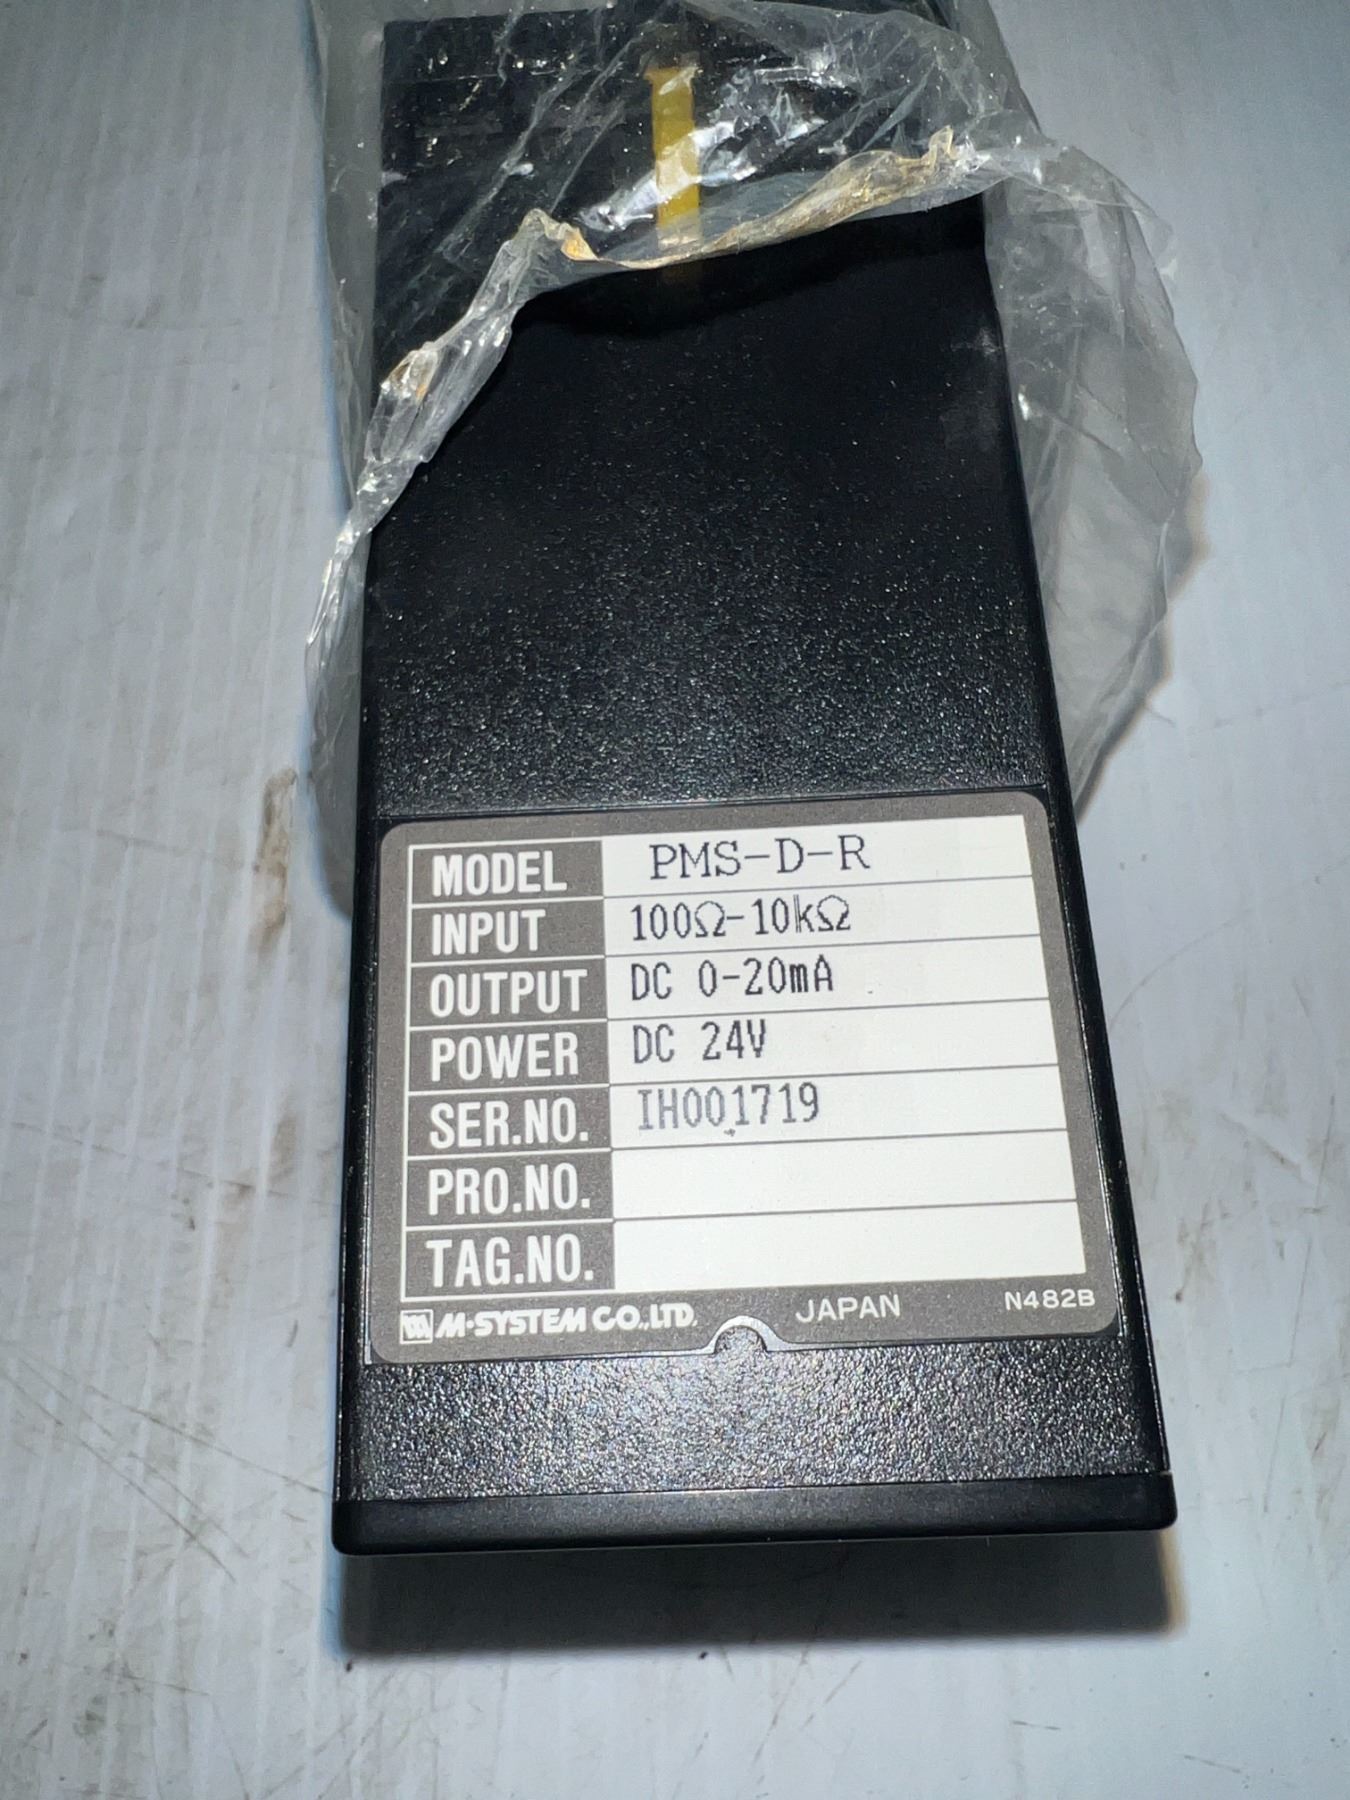 MODEL PMS-D-R
INPUT 100Ω-10kΩ
OUTPUT DC 0-20mA
POWER DC 24V
SER.NO. IH001719
PRO.NO.
TAG.NO.
M·SYSTEM CO.,LTD. JAPAN N482B